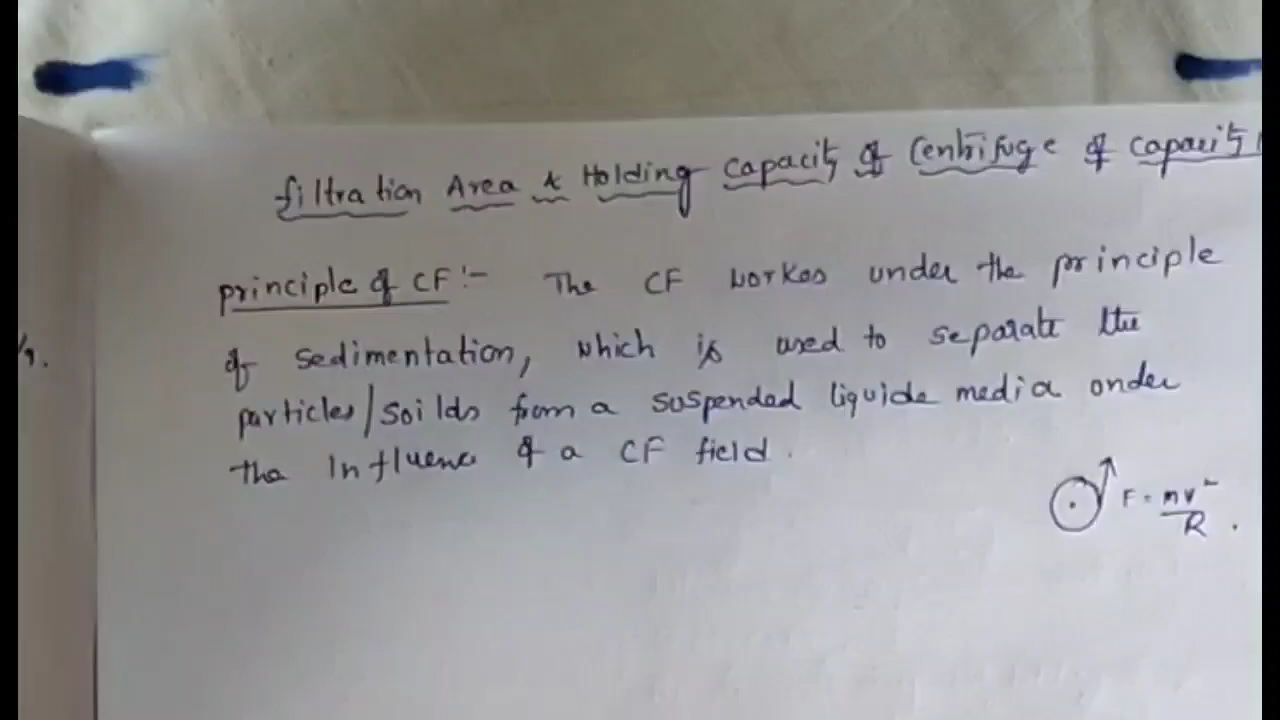 filtration Area & Holding capacity of Centrifuge of capacity
principle of CF:- The CF workes under the principle
of sedimentation, which is used to separate the
particles/soilds from a suspended liquide media onder
the Influence of a CF field.
F = mv²
R.